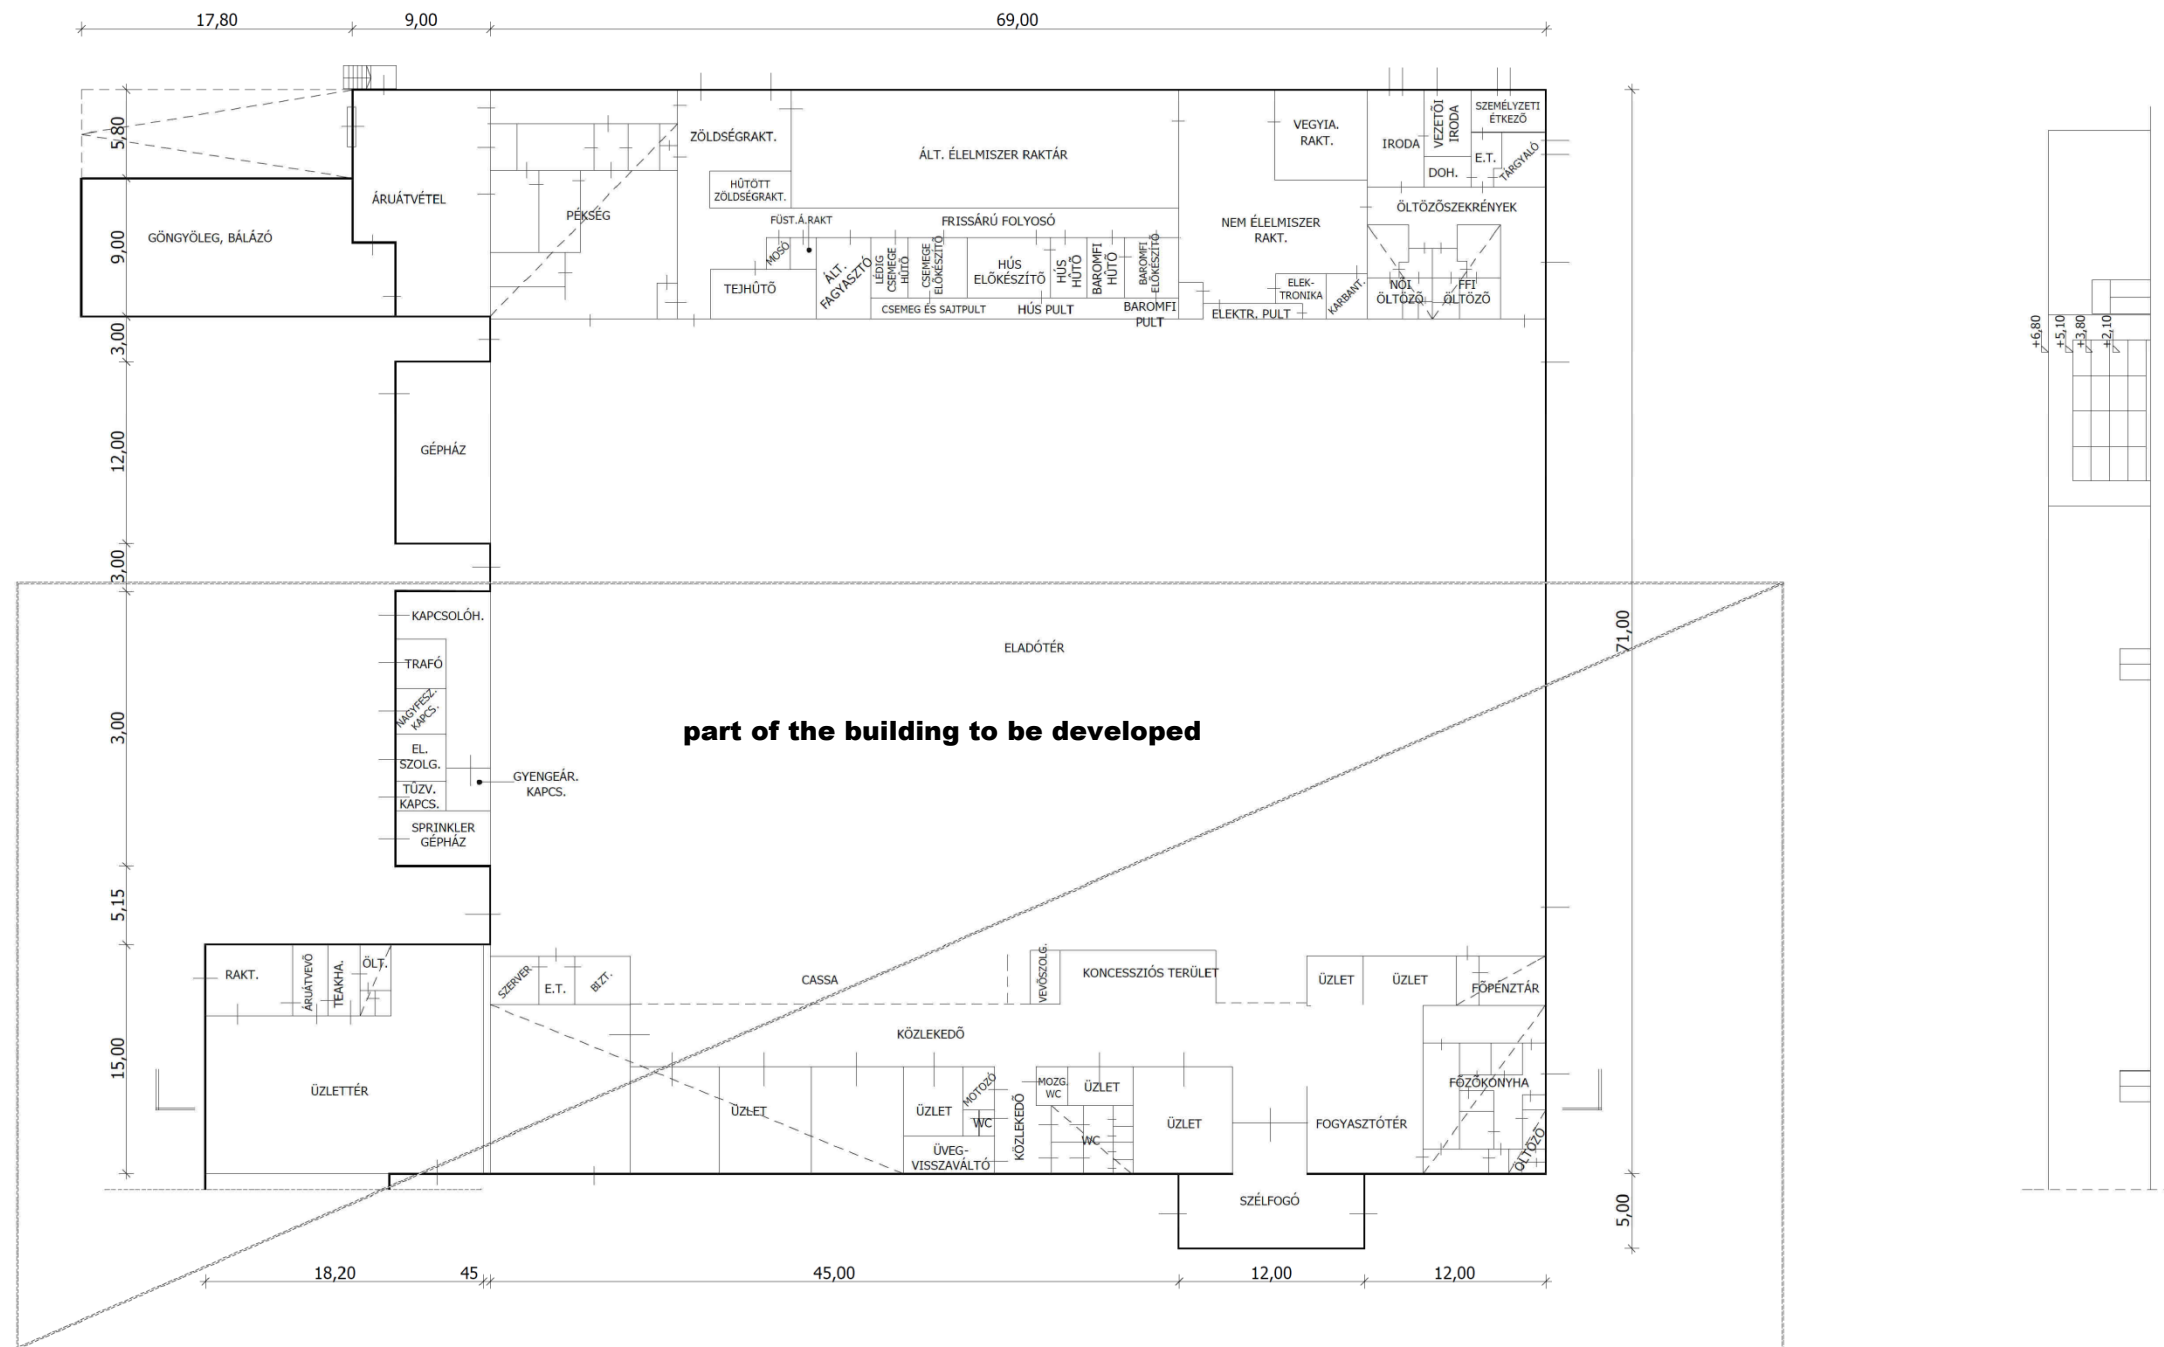 17,80
9,00
69,00
5,80
9,00
3,00
12,00
3,00
3,00
5,15
15,00
71,00
5,00
18,20
45
45,00
12,00
12,00
+6,80
+5,10
+3,80
+2,10
ÁRUÁTVÉTEL
GÖNGYÖLEG, BÁLÁZÓ
PÉKSÉG
ZÖLDSÉGRAKT.
HŰTÖTT
ZÖLDSÉGRAKT.
ÁLT. ÉLELMISZER RAKTÁR
FÜST.Á.RAKT
FRISSÁRÚ FOLYOSÓ
MOSÓ
TEJHŰTŐ
ÁLT.
FAGYASZTÓ
LÉDIG
CSEMEGE
HŰTŐ
CSEMEGE
ELŐKÉSZÍTŐ
HÚS
ELŐKÉSZÍTŐ
HÚS
HŰTŐ
BAROMFI
HŰTŐ
BAROMFI
ELŐKÉSZÍTŐ
CSEMEG ÉS SAJTPULT
HÚS PULT
BAROMFI
PULT
VEGYIA.
RAKT.
NEM ÉLELMISZER
RAKT.
ELEK-
TRONIKA
KARBANT.
ELEKTR. PULT
IRODA
VEZETŐI
IRODA
SZEMÉLYZETI
ÉTKEZŐ
DOH.
E.T.
TÁRGYALÓ
ÖLTÖZŐSZEKRÉNYEK
NŐI
ÖLTÖZŐ
FFI
ÖLTÖZŐ
GÉPHÁZ
KAPCSOLÓH.
TRAFÓ
NAGYFESZ.
KAPCS.
EL.
SZOLG.
TŰZV.
KAPCS.
SPRINKLER
GÉPHÁZ
GYENGEÁR.
KAPCS.
ELADÓTÉR
part of the building to be developed
RAKT.
ÁRUÁTVEVŐ
TEAKHA.
ÖLT.
ÜZLETTÉR
SZERVER
E.T.
BIZT.
CASSA
VEVŐSZOLG.
KONCESSZIÓS TERÜLET
ÜZLET
ÜZLET
FŐPÉNZTÁR
KÖZLEKEDŐ
ÜZLET
ÜZLET
MOTOZÓ
WC
ÜVEG-
VISSZAVÁLTÓ
KÖZLEKEDŐ
MOZG.
WC
ÜZLET
WC
ÜZLET
FOGYASZTÓTÉR
FŐZŐKONYHA
ÖLTÖZŐ
SZÉLFOGÓ